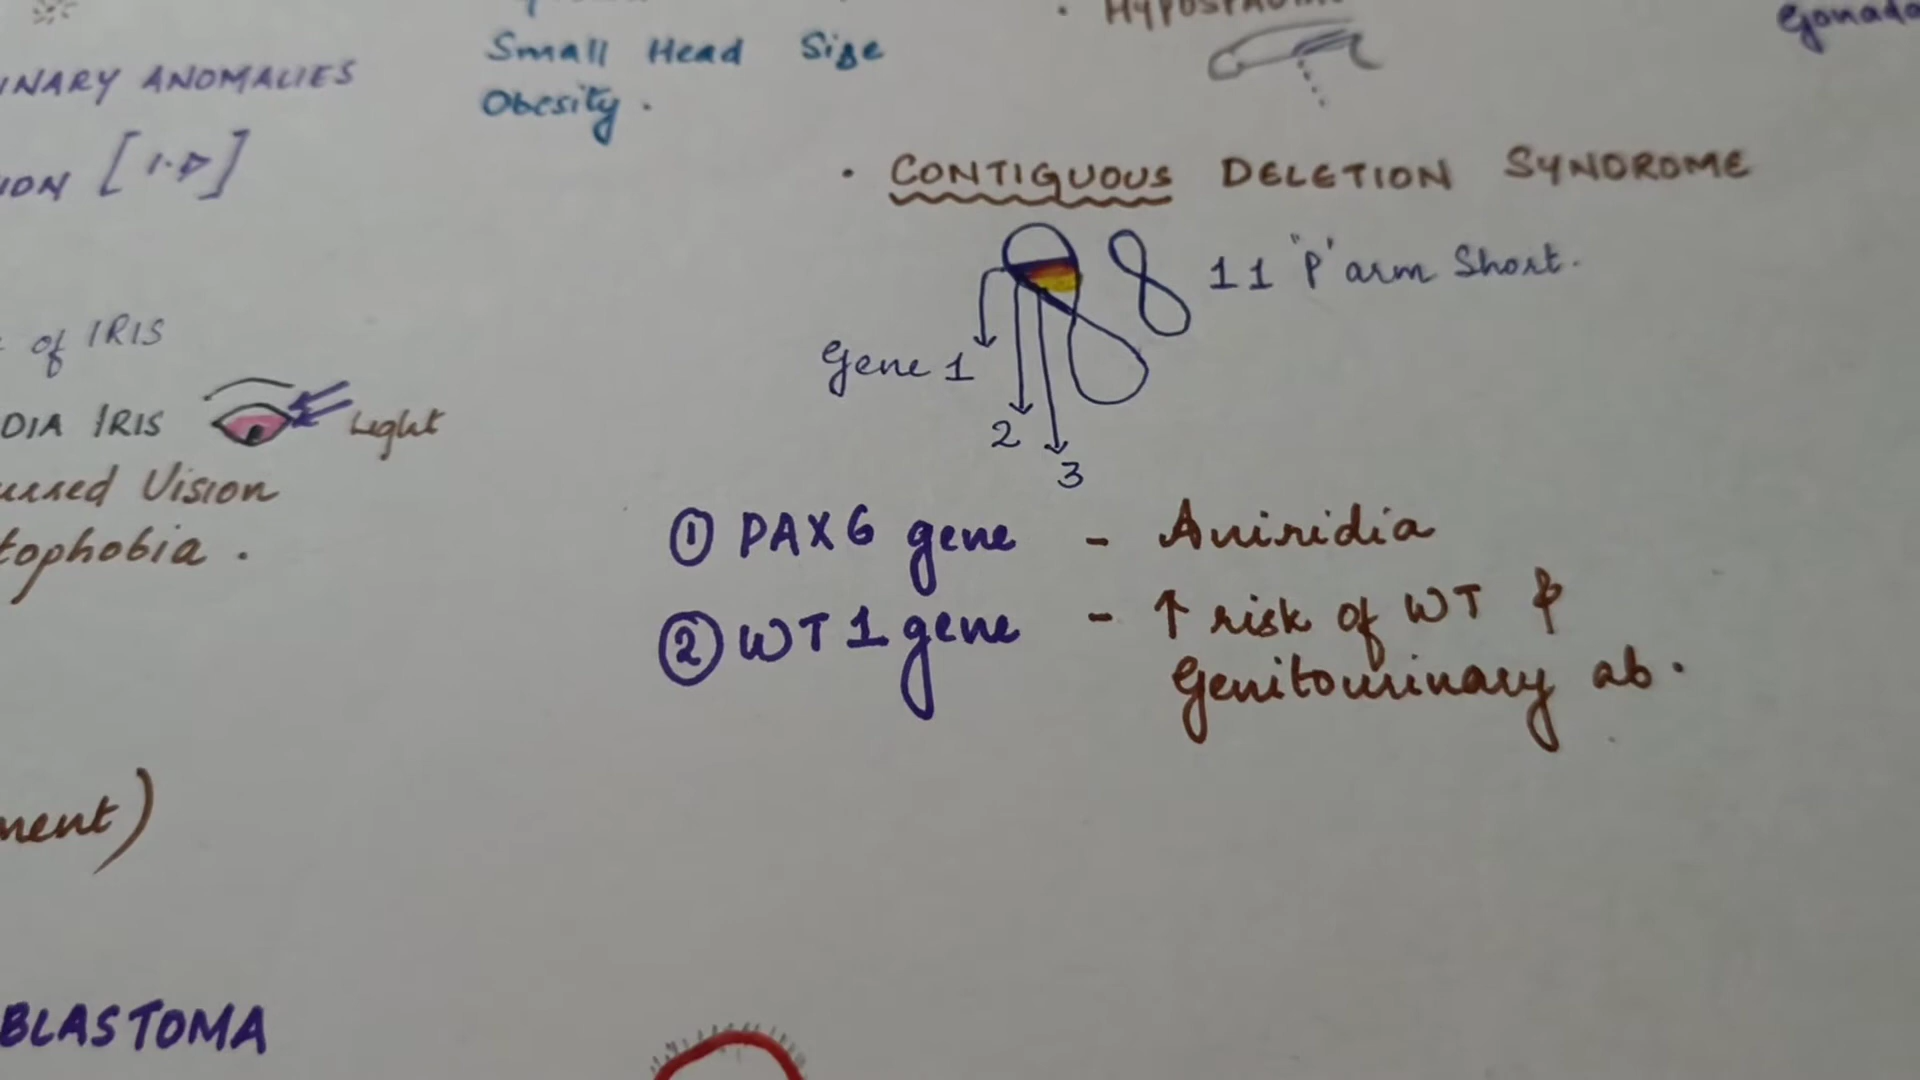 Small Head Size
Obesity.
INARY ANOMALIES
ION [I.D]
of IRIS
DIA IRIS
Light
Vision
tophobia.
ment)
BLASTOMA
Gonado
• CONTIGUOUS DELETION SYNDROME
11 "P' arm Short.
Gene 1
2
3
① PAX6 gene - Aniridia
② WT1 gene - ↑ risk of WT &
Genitourinary ab.